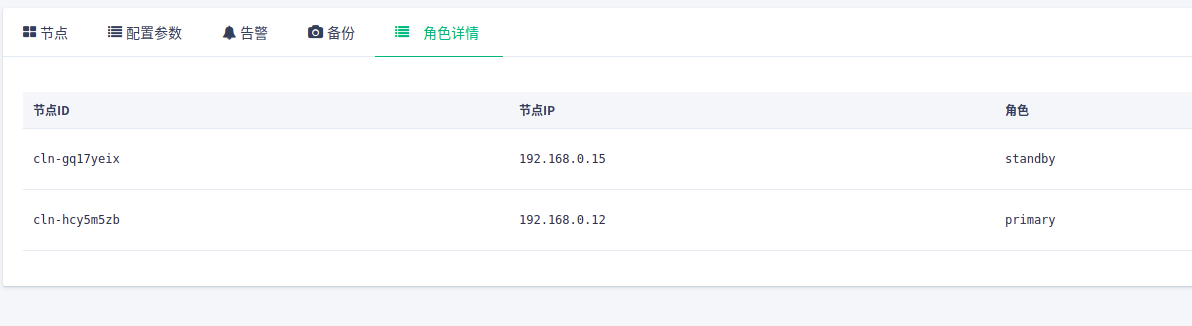 节点 配置参数 告警 备份 角色详情
节点ID 节点IP 角色
cln-gq17yeix 192.168.0.15 standby
cln-hcy5m5zb 192.168.0.12 primary